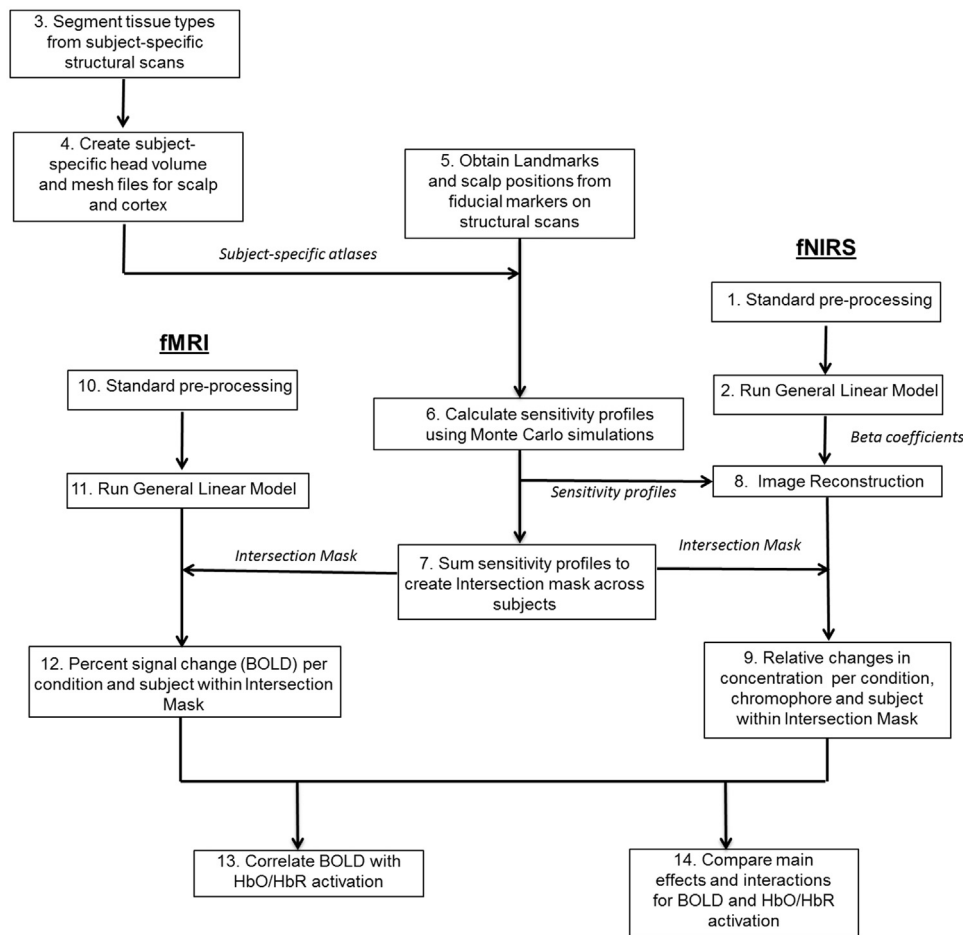 3. Segment tissue types
from subject-specific
structural scans
4. Create subject-
specific head volume
and mesh files for scalp
and cortex
5. Obtain Landmarks
and scalp positions from
fiducial markers on
structural scans
Subject-specific atlases
fNIRS
1. Standard pre-processing
fMRI
10. Standard pre-processing
2. Run General Linear Model
6. Calculate sensitivity profiles
using Monte Carlo simulations
Beta coefficients
11. Run General Linear Model
Sensitivity profiles
8. Image Reconstruction
Intersection Mask
7. Sum sensitivity profiles to
create Intersection mask across
subjects
Intersection Mask
12. Percent signal change (BOLD) per
condition and subject within Intersection
Mask
9. Relative changes in
concentration per condition,
chromophore and subject
within Intersection Mask
13. Correlate BOLD with
HbO/HbR activation
14. Compare main
effects and interactions
for BOLD and HbO/HbR
activation